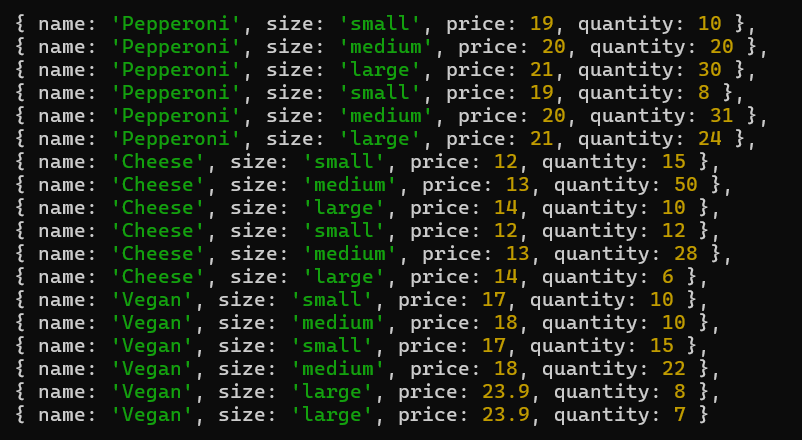 { name: 'Pepperoni', size: 'small', price: 19, quantity: 10 },
{ name: 'Pepperoni', size: 'medium', price: 20, quantity: 20 },
{ name: 'Pepperoni', size: 'large', price: 21, quantity: 30 },
{ name: 'Pepperoni', size: 'small', price: 19, quantity: 8 },
{ name: 'Pepperoni', size: 'medium', price: 20, quantity: 31 },
{ name: 'Pepperoni', size: 'large', price: 21, quantity: 24 },
{ name: 'Cheese', size: 'small', price: 12, quantity: 15 },
{ name: 'Cheese', size: 'medium', price: 13, quantity: 50 },
{ name: 'Cheese', size: 'large', price: 14, quantity: 10 },
{ name: 'Cheese', size: 'small', price: 12, quantity: 12 },
{ name: 'Cheese', size: 'medium', price: 13, quantity: 28 },
{ name: 'Cheese', size: 'large', price: 14, quantity: 6 },
{ name: 'Vegan', size: 'small', price: 17, quantity: 10 },
{ name: 'Vegan', size: 'medium', price: 18, quantity: 10 },
{ name: 'Vegan', size: 'small', price: 17, quantity: 15 },
{ name: 'Vegan', size: 'medium', price: 18, quantity: 22 },
{ name: 'Vegan', size: 'large', price: 23.9, quantity: 8 },
{ name: 'Vegan', size: 'large', price: 23.9, quantity: 7 }